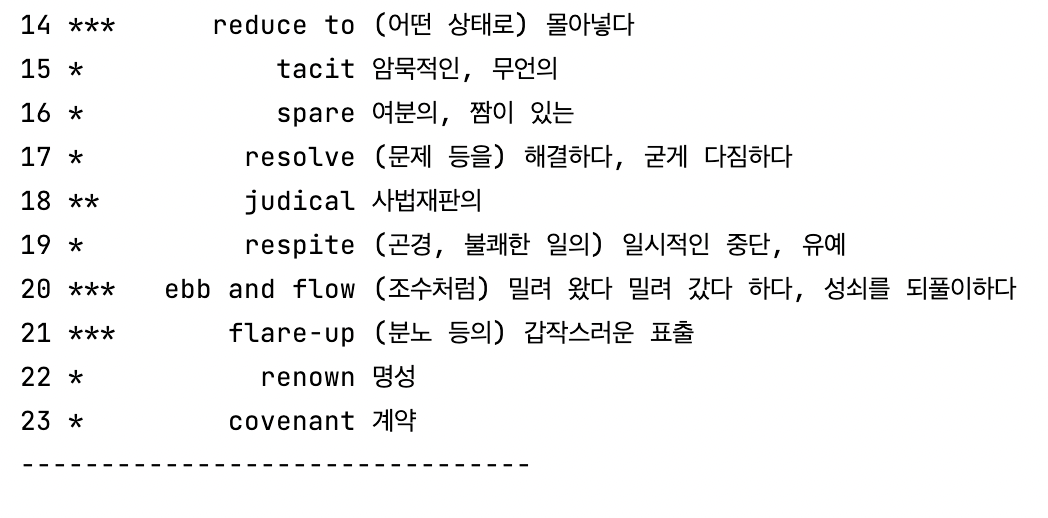 14 *** reduce to (어떤 상태로) 몰아넣다
15 * tacit 암묵적인, 무언의
16 * spare 여분의, 짬이 있는
17 * resolve (문제 등을) 해결하다, 굳게 다짐하다
18 ** judical 사법재판의
19 * respite (곤경, 불쾌한 일의) 일시적인 중단, 유예
20 *** ebb and flow (조수처럼) 밀려 왔다 밀려 갔다 하다, 성쇠를 되풀이하다
21 *** flare-up (분노 등의) 갑작스러운 표출
22 * renown 명성
23 * covenant 계약
--------------------------------